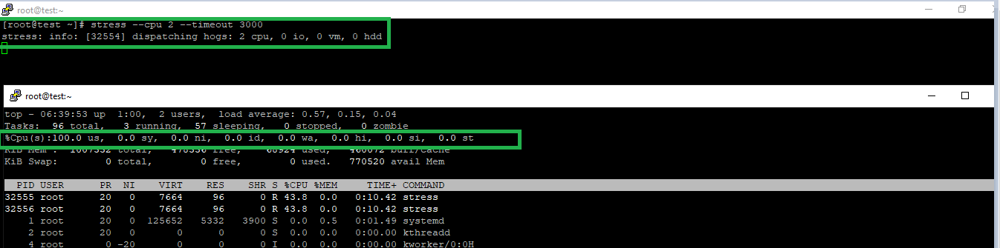 root@test:~
[root@test ~]# stress --cpu 2 --timeout 3000
stress: info: [32554] dispatching hogs: 2 cpu, 0 io, 0 vm, 0 hdd
root@test:~
top - 06:39:53 up  1:00,  2 users,  load average: 0.57, 0.15, 0.04
Tasks:  96 total,   3 running,  57 sleeping,   0 stopped,   0 zombie
%Cpu(s):100.0 us,  0.0 sy,  0.0 ni,  0.0 id,  0.0 wa,  0.0 hi,  0.0 si,  0.0 st
KiB Mem :  1007332 total,   478336 free,    68924 used,   460072 buff/cache
KiB Swap:        0 total,        0 free,        0 used.   770520 avail Mem
PID USER      PR  NI    VIRT    RES    SHR S %CPU %MEM     TIME+ COMMAND
32555 root      20   0    7664     96      0 R 43.8  0.0   0:10.42 stress
32556 root      20   0    7664     96      0 R 43.8  0.0   0:10.42 stress
1 root      20   0  125652   5332   3900 S  0.0  0.5   0:01.49 systemd
2 root      20   0       0      0      0 S  0.0  0.0   0:00.00 kthreadd
4 root       0 -20       0      0      0 I  0.0  0.0   0:00.00 kworker/0:0H